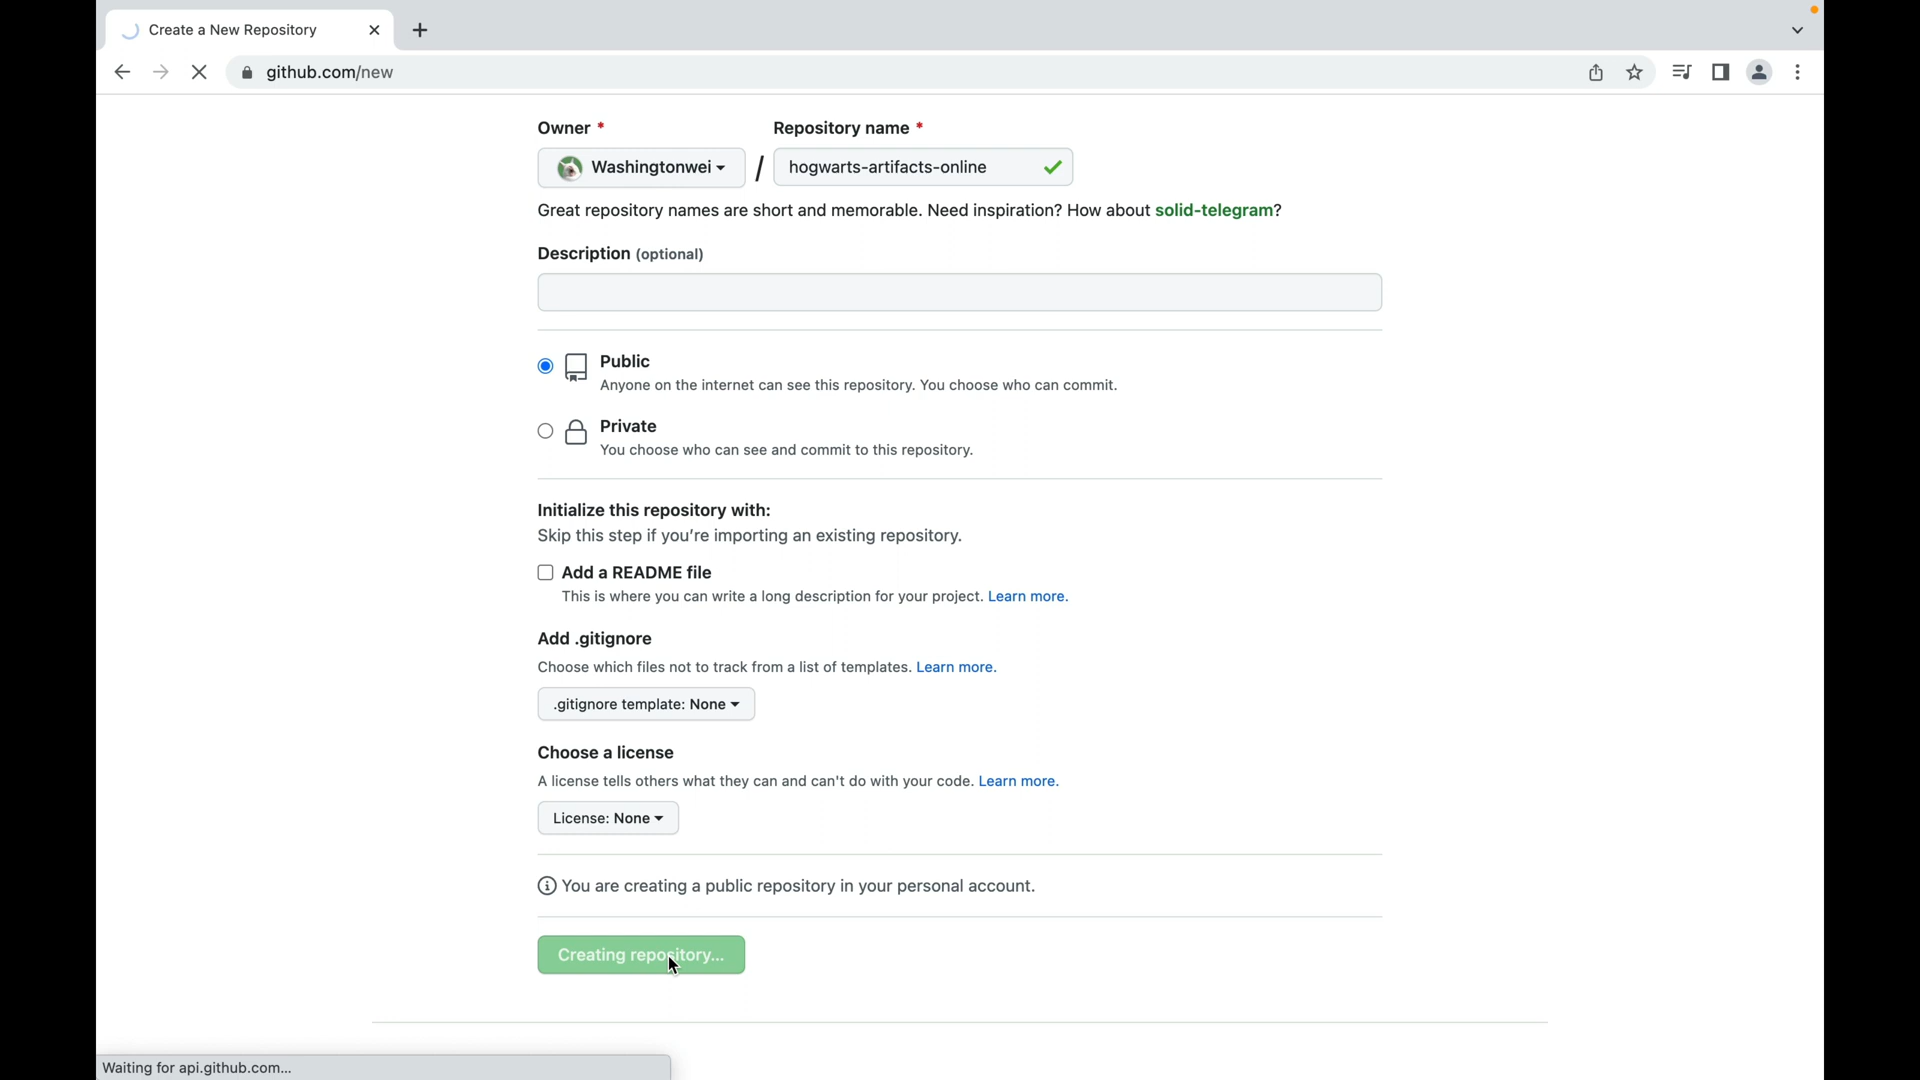 Create a New Repository
github.com/new
Owner *
Repository name *
Washingtonwei / hogwarts-artifacts-online
Great repository names are short and memorable. Need inspiration? How about solid-telegram?
Description (optional)
Public
Anyone on the internet can see this repository. You choose who can commit.
Private
You choose who can see and commit to this repository.
Initialize this repository with:
Skip this step if you're importing an existing repository.
Add a README file
This is where you can write a long description for your project. Learn more.
Add .gitignore
Choose which files not to track from a list of templates. Learn more.
.gitignore template: None
Choose a license
A license tells others what they can and can't do with your code. Learn more.
License: None
You are creating a public repository in your personal account.
Creating repository...
Waiting for api.github.com...